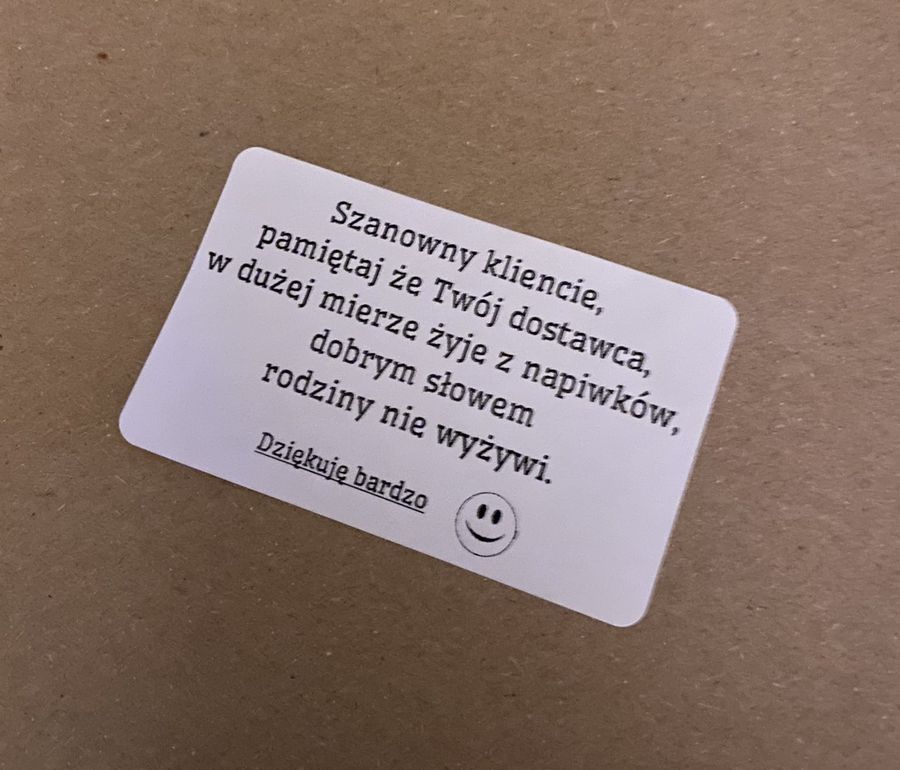 Szanowny kliencie,
pamiętaj że Twój dostawca,
w dużej mierze żyje z napiwków,
dobrym słowem
rodziny nie wyżywi.
Dziękuję bardzo